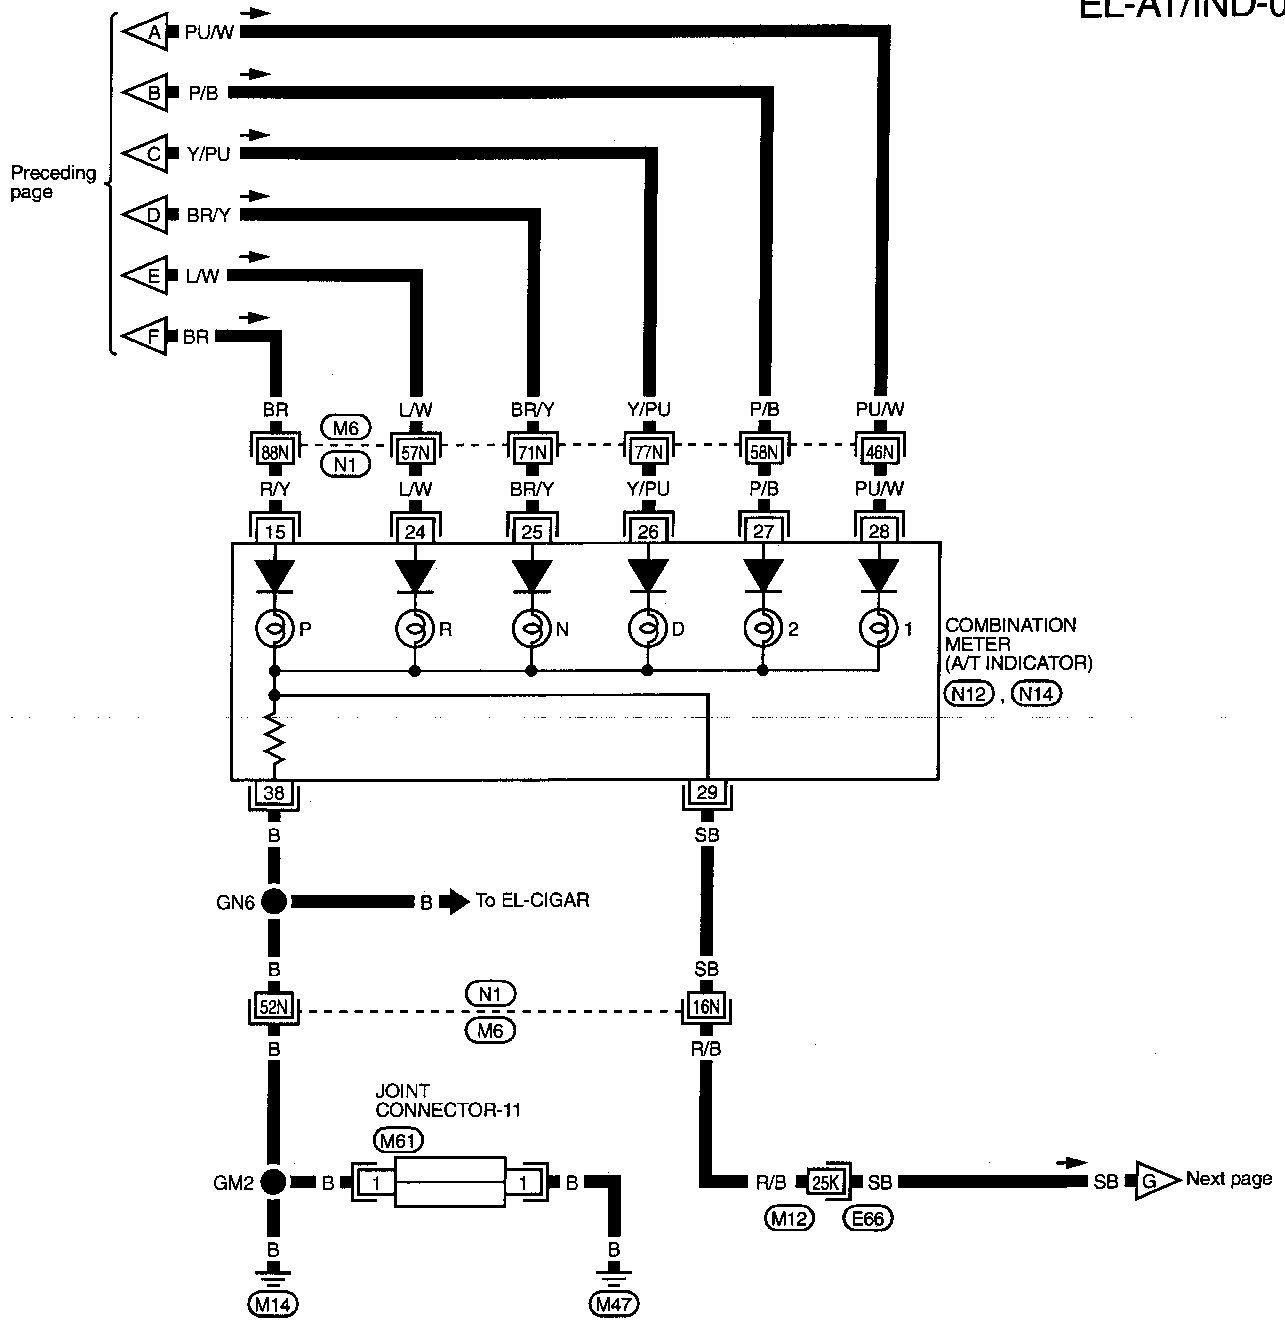 EL-AT/IND-0
A PU/W
B P/B
C Y/PU
Preceding
page
D BR/Y
E L/W
F BR
BR L/W BR/Y Y/PU P/B PU/W
M6
88N 57N 71N 77N 58N 46N
N1
R/Y L/W BR/Y Y/PU P/B PU/W
15 24 25 26 27 28
P R N D 2 1
COMBINATION
METER
(A/T INDICATOR)
N12 , N14
38 29
B SB
GN6 B To EL-CIGAR
B SB
N1
52N 16N
M6
B R/B
JOINT
CONNECTOR-11
M61
GM2 B 1 1 B R/B 25K SB SB G Next page
M12 E66
B B
M14 M47